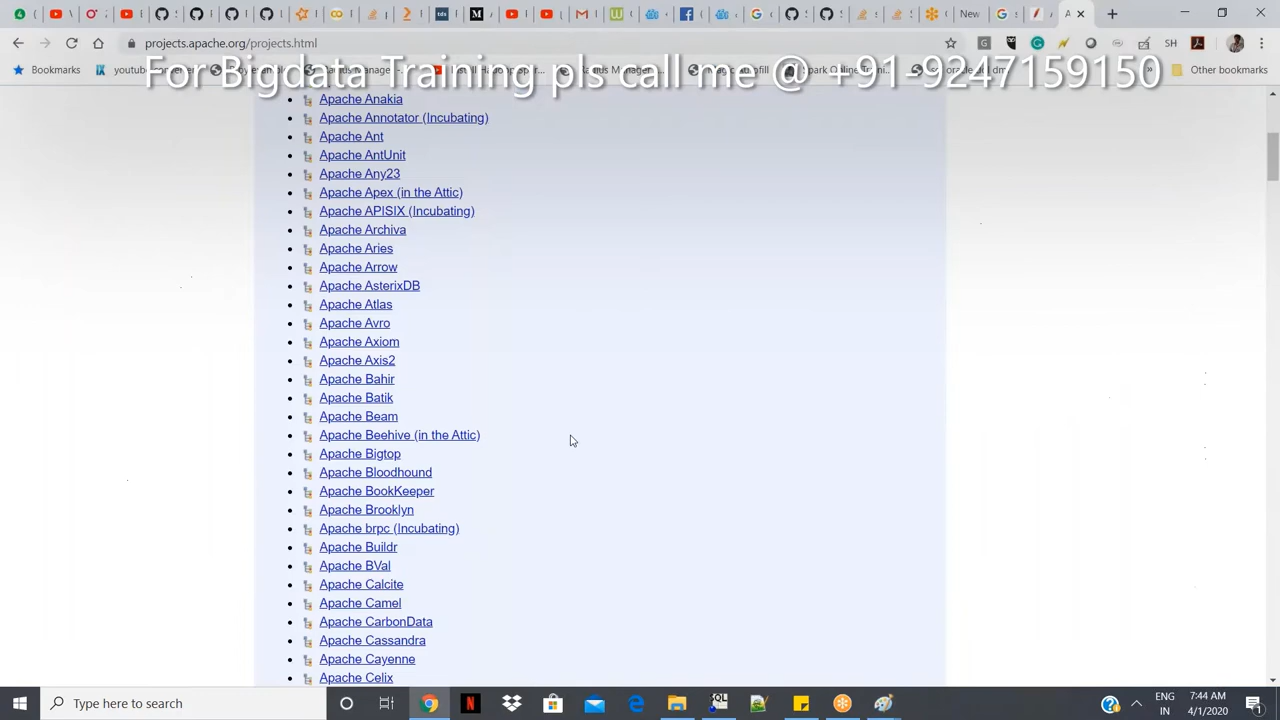 4
tds
M
G
New
A
projects.apache.org/projects.html
SH
Bookmarks
Other bookmarks
For Bigdata Training pls call me @ +91-9247159150
Apache Anakia
Apache Annotator (Incubating)
Apache Ant
Apache AntUnit
Apache Any23
Apache Apex (in the Attic)
Apache APISIX (Incubating)
Apache Archiva
Apache Aries
Apache Arrow
Apache AsterixDB
Apache Atlas
Apache Avro
Apache Axiom
Apache Axis2
Apache Bahir
Apache Batik
Apache Beam
Apache Beehive (in the Attic)
Apache Bigtop
Apache Bloodhound
Apache BookKeeper
Apache Brooklyn
Apache brpc (Incubating)
Apache Buildr
Apache BVal
Apache Calcite
Apache Camel
Apache CarbonData
Apache Cassandra
Apache Cayenne
Apache Celix
Type here to search
ENG
IN
7:44 AM
4/1/2020